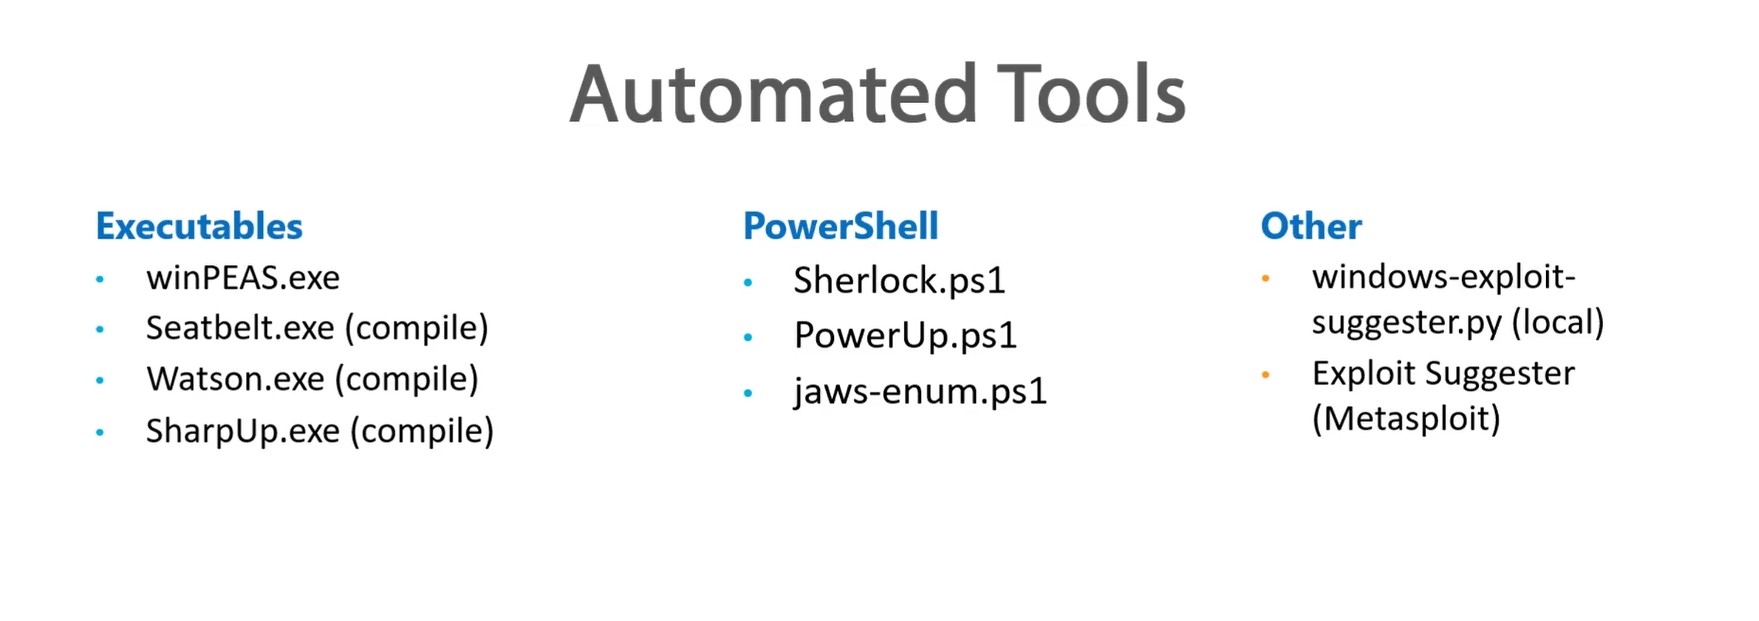 Automated Tools
Executables
winPEAS.exe
Seatbelt.exe (compile)
Watson.exe (compile)
SharpUp.exe (compile)
PowerShell
Sherlock.ps1
PowerUp.ps1
jaws-enum.ps1
Other
windows-exploit-
suggester.py (local)
Exploit Suggester
(Metasploit)